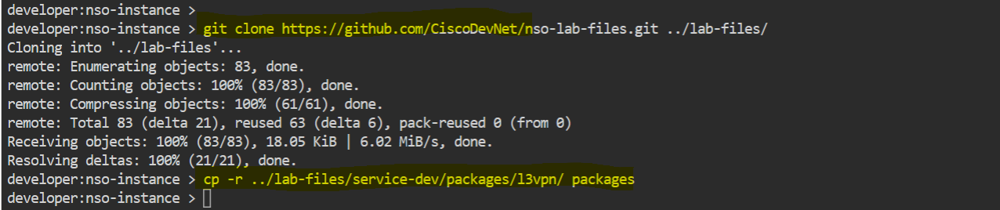 developer:nso-instance >
developer:nso-instance > git clone https://github.com/CiscoDevNet/nso-lab-files.git ../lab-files/
Cloning into '../lab-files'...
remote: Enumerating objects: 83, done.
remote: Counting objects: 100% (83/83), done.
remote: Compressing objects: 100% (61/61), done.
remote: Total 83 (delta 21), reused 63 (delta 6), pack-reused 0 (from 0)
Receiving objects: 100% (83/83), 18.05 KiB | 6.02 MiB/s, done.
Resolving deltas: 100% (21/21), done.
developer:nso-instance > cp -r ../lab-files/service-dev/packages/l3vpn/ packages
developer:nso-instance >